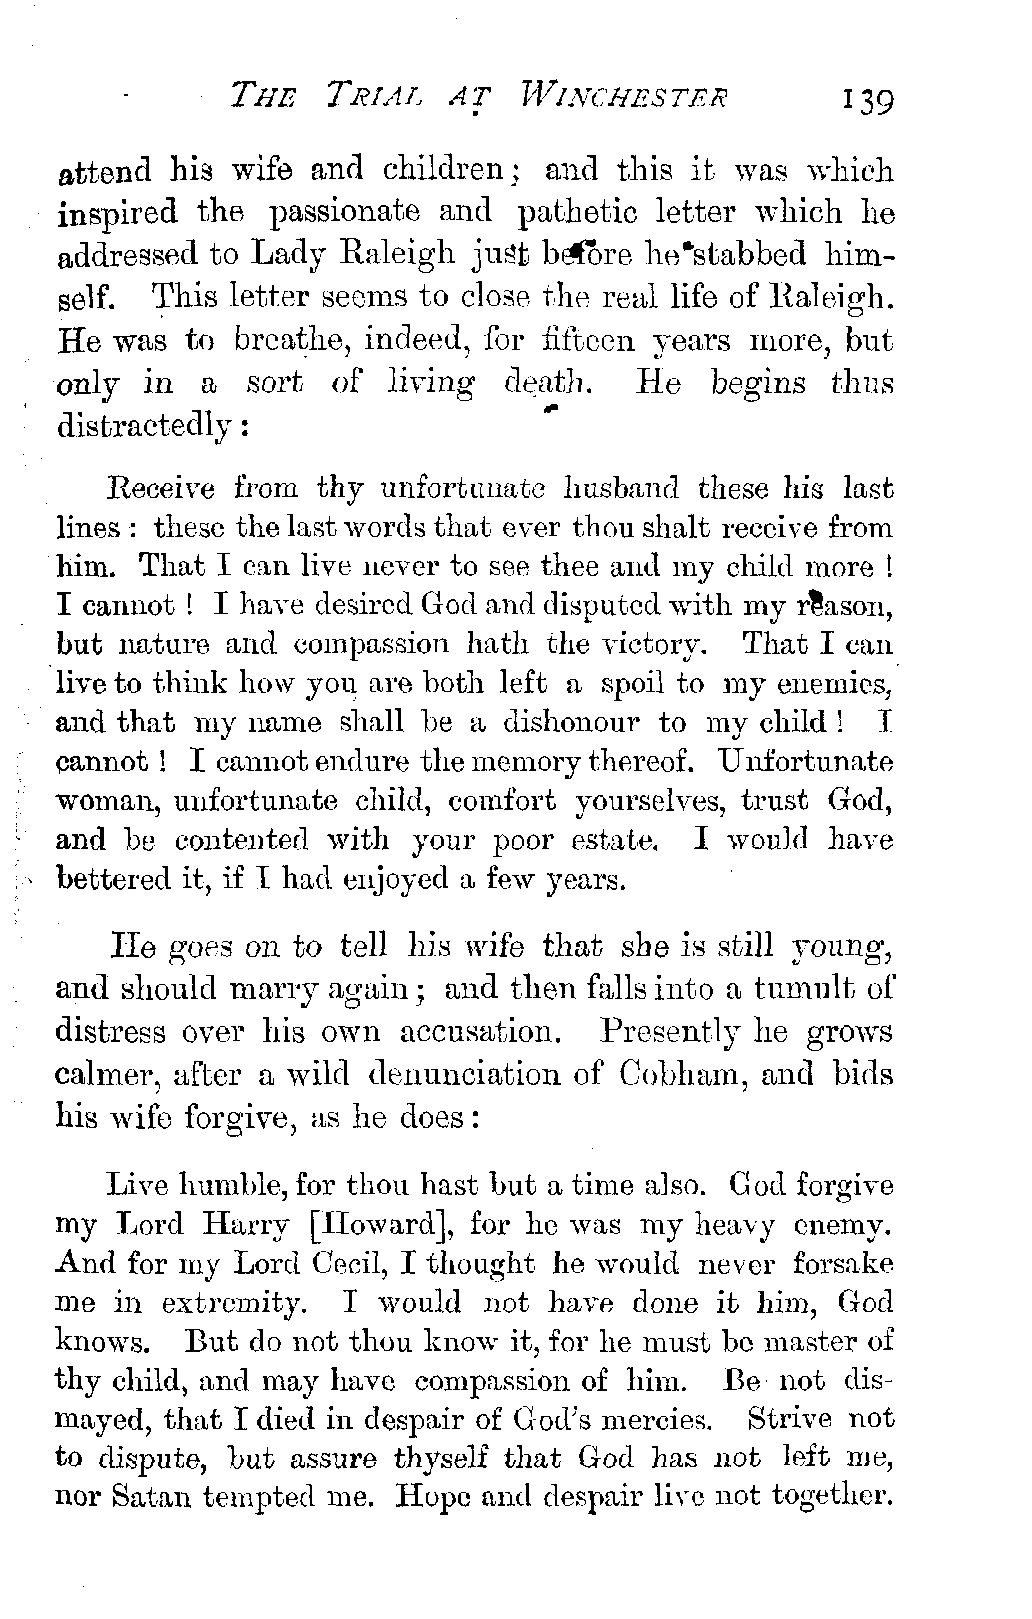 THE TRIAL AT WINCHESTER 139
attend his wife and children; and this it was which
inspired the passionate and pathetic letter which he
addressed to Lady Raleigh just before he stabbed him-
self. This letter seems to close the real life of Raleigh.
He was to breathe, indeed, for fifteen years more, but
only in a sort of living death. He begins thus
distractedly:
Receive from thy unfortunate husband these his last
lines: these the last words that ever thou shalt receive from
him. That I can live never to see thee and my child more!
I cannot! I have desired God and disputed with my reason,
but nature and compassion hath the victory. That I can
live to think how you are both left a spoil to my enemies,
and that my name shall be a dishonour to my child! I
cannot! I cannot endure the memory thereof. Unfortunate
woman, unfortunate child, comfort yourselves, trust God,
and be contented with your poor estate. I would have
bettered it, if I had enjoyed a few years.
He goes on to tell his wife that she is still young,
and should marry again; and then falls into a tumult of
distress over his own accusation. Presently he grows
calmer, after a wild denunciation of Cobham, and bids
his wife forgive, as he does:
Live humble, for thou hast but a time also. God forgive
my Lord Harry [Howard], for he was my heavy enemy.
And for my Lord Cecil, I thought he would never forsake
me in extremity. I would not have done it him, God
knows. But do not thou know it, for he must be master of
thy child, and may have compassion of him. Be not dis-
mayed, that I died in despair of God's mercies. Strive not
to dispute, but assure thyself that God has not left me,
nor Satan tempted me. Hope and despair live not together.